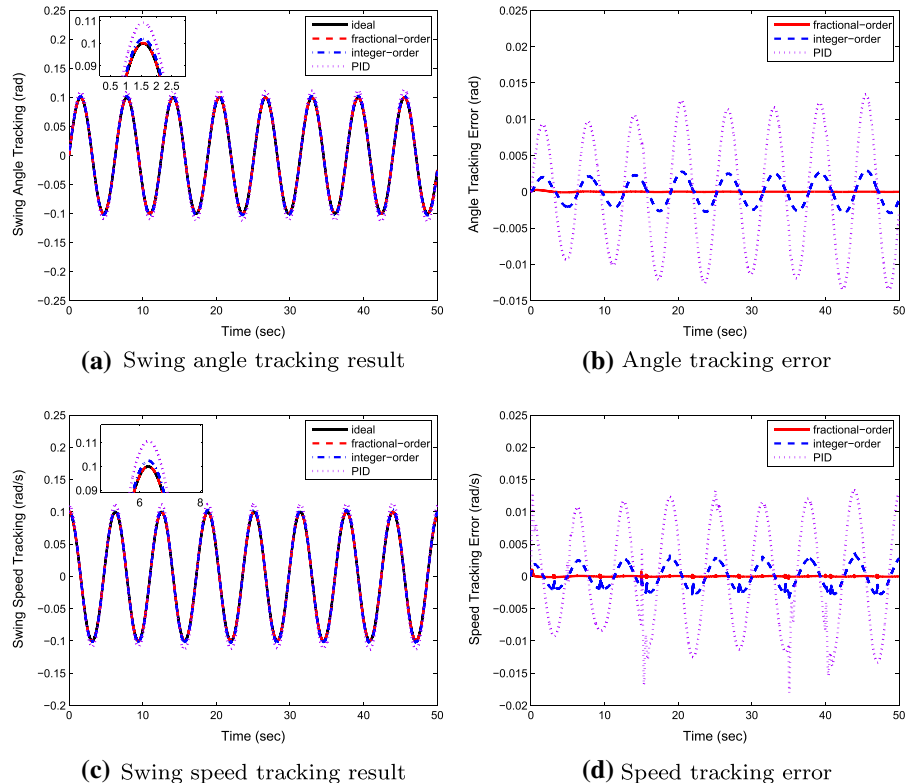 0.25
0.2
0.15
0.1
0.05
0
−0.05
−0.1
−0.15
−0.2
−0.25
Swing Angle Tracking (rad)
0.11
0.1
0.09
0.5 1 1.5 2 2.5
ideal
fractional−order
integer−order
PID
0 10 20 30 40 50
Time (sec)
(a) Swing angle tracking result
0.025
0.02
0.015
0.01
0.005
0
−0.005
−0.01
−0.015
Angle Tracking Error (rad)
fractional−order
integer−order
PID
0 10 20 30 40 50
Time (sec)
(b) Angle tracking error
0.25
0.2
0.15
0.1
0.05
0
−0.05
−0.1
−0.15
−0.2
Swing Speed Tracking (rad/s)
0.11
0.1
0.09
6 8
ideal
fractional−order
integer−order
PID
0 10 20 30 40 50
Time (sec)
(c) Swing speed tracking result
0.025
0.02
0.015
0.01
0.005
0
−0.005
−0.01
−0.015
−0.02
Speed Tracking Error (rad/s)
fractional−order
integer−order
PID
0 10 20 30 40 50
Time (sec)
(d) Speed tracking error